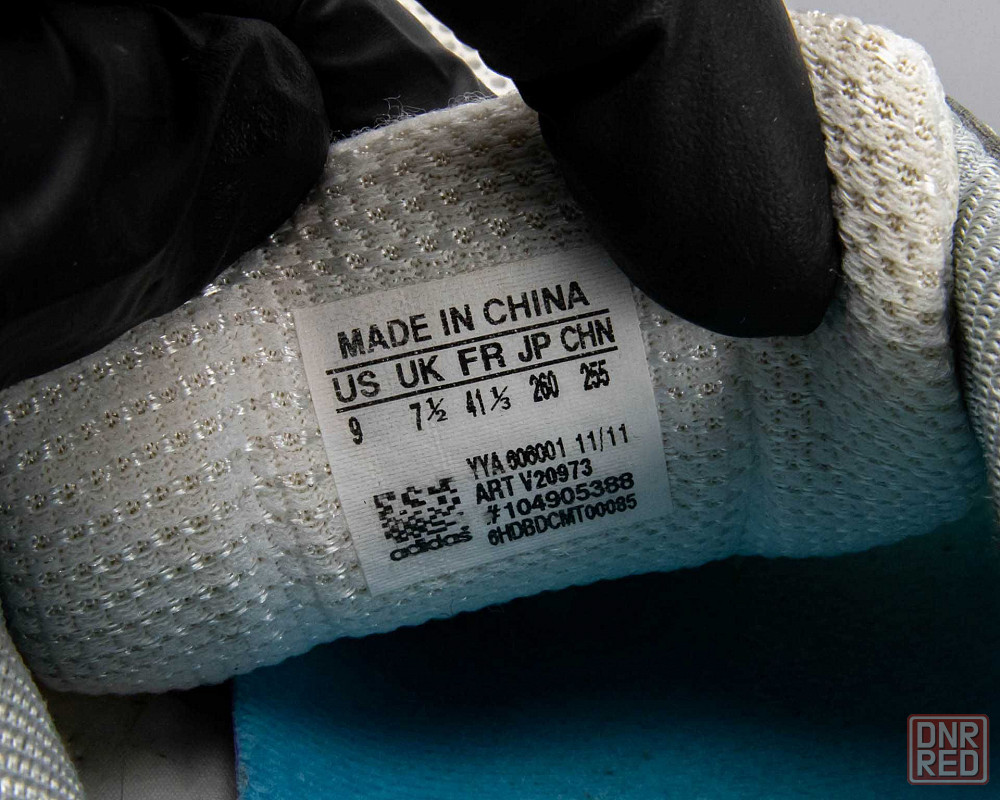 MADE IN CHINA
US UK FR JP CHN
9 7½ 41⅓ 260 255
YYA 606001 11/11
ART V20973
#104905388
6HDBDCMT00085
adidas
DNR
RED